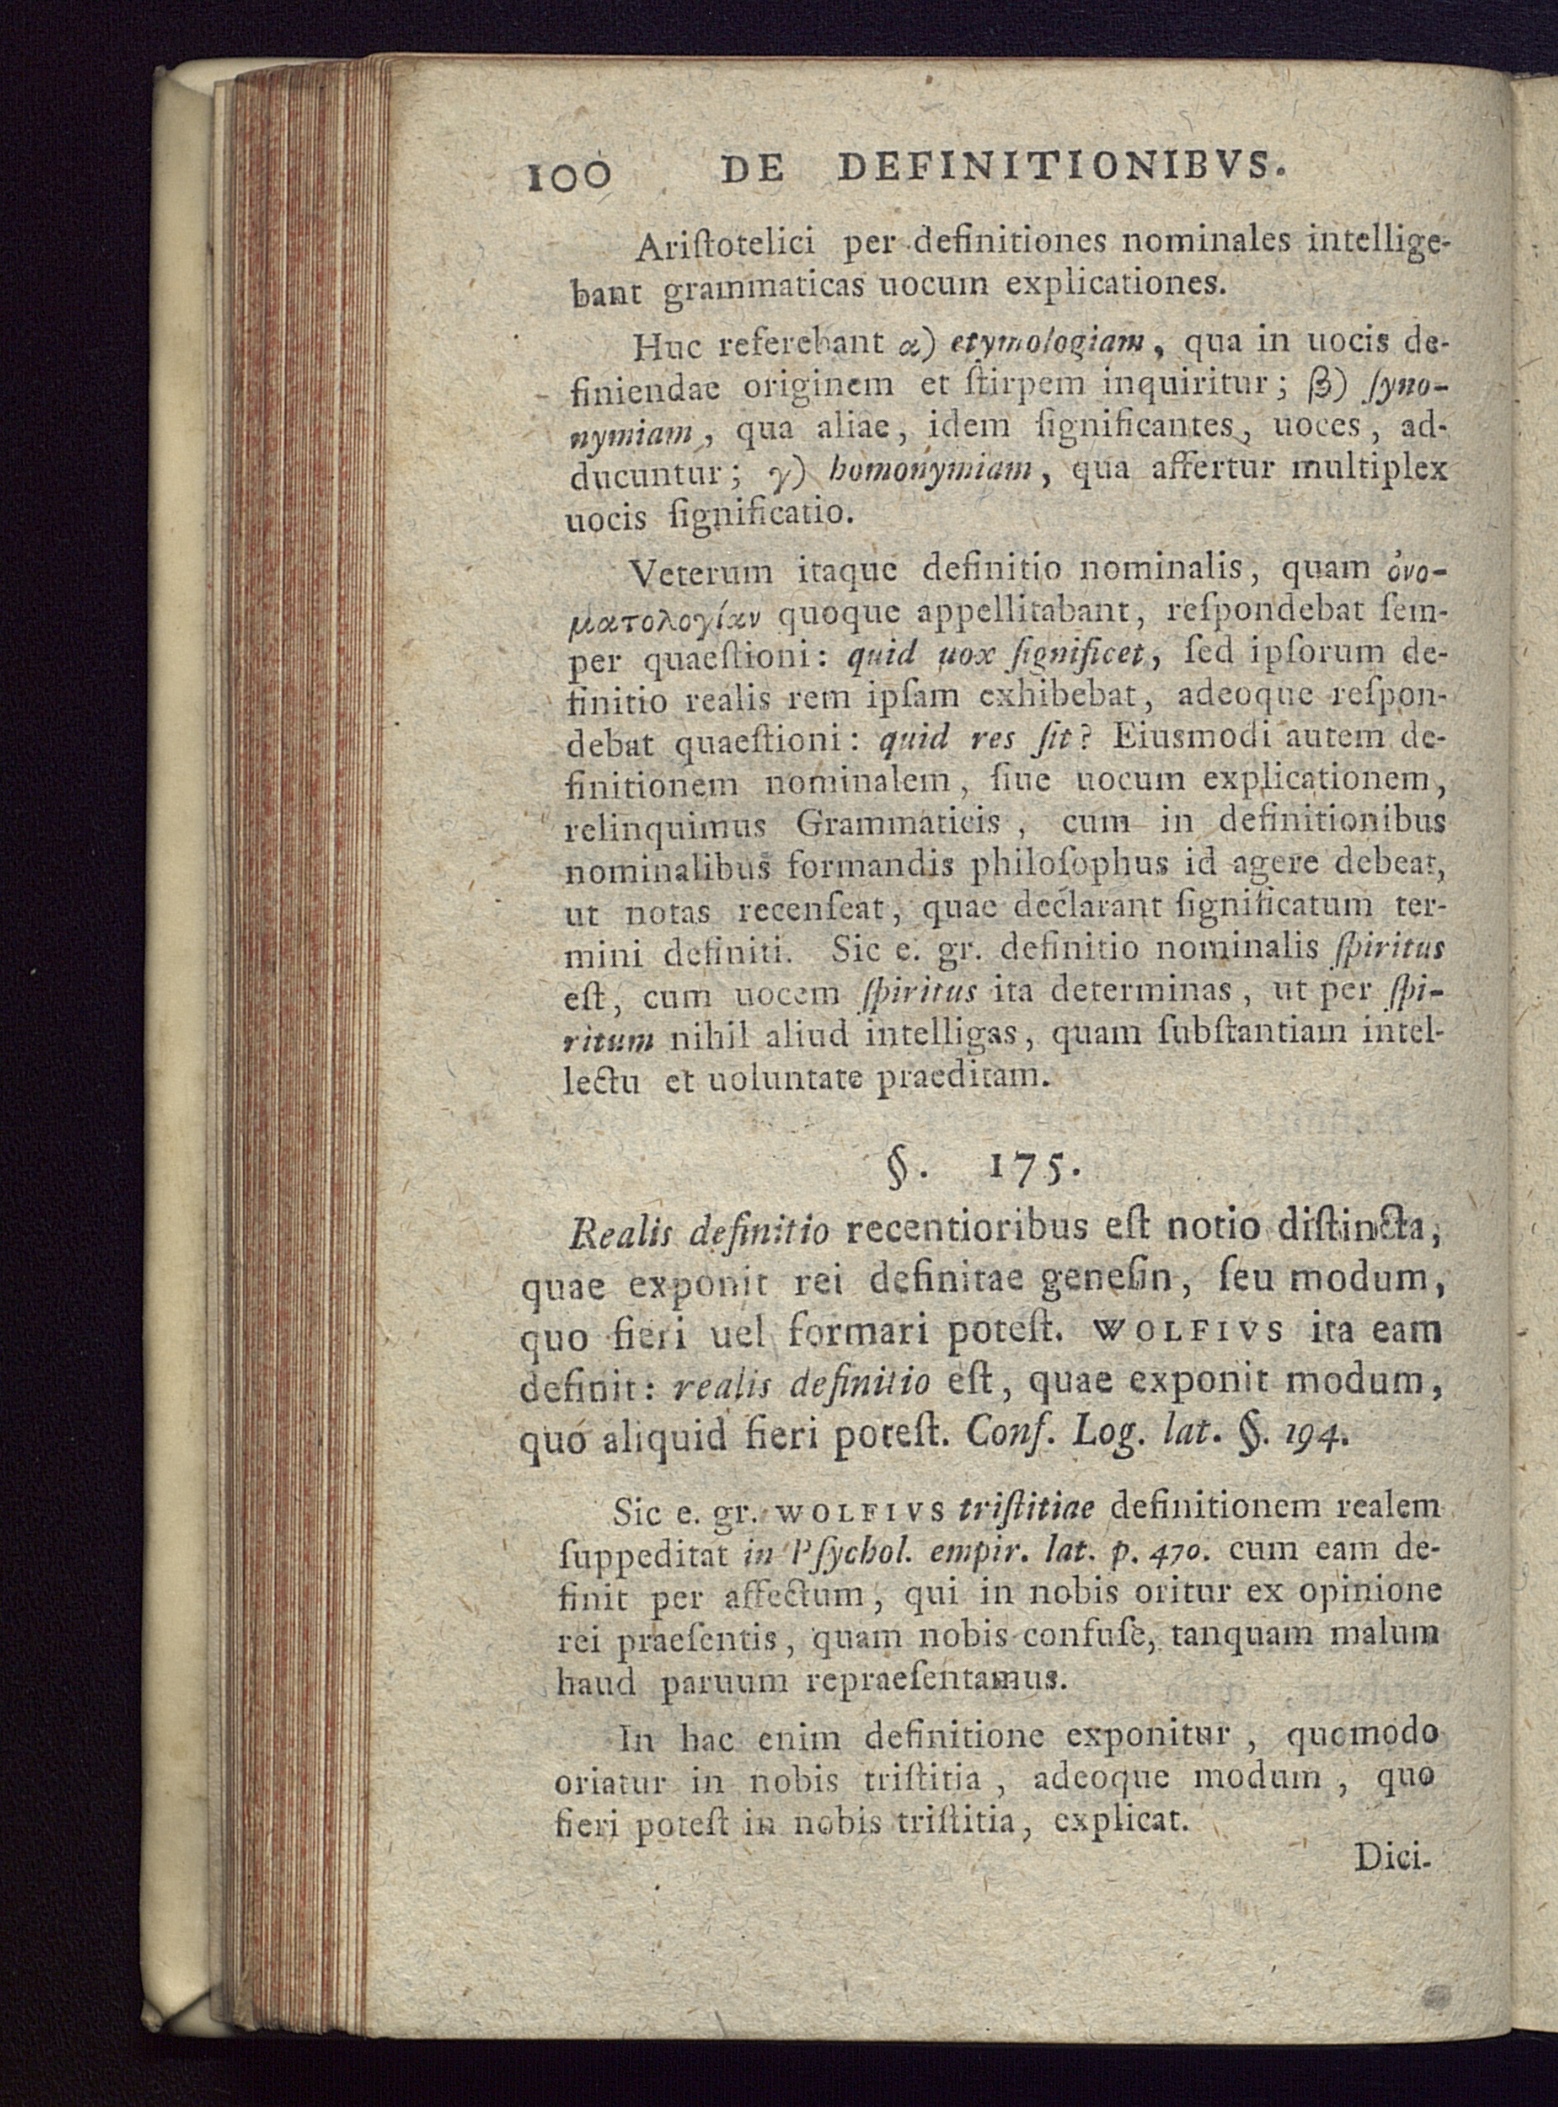 100 DE DEFINITIONIBVS.
Ariſtotelici per definitiones nominales intellige-
bant grammaticas uocum explicationes.
Huc referebant α) etymologiam, qua in uocis de-
finiendae originem et ſtirpem inquiritur; β) ſyno-
nymiam, qua aliae, idem ſignificantes, uoces, ad-
ducuntur; γ) homonymiam, qua affertur multiplex
uocis ſignificatio.
Veterum itaque definitio nominalis, quam ὀνο-
ματολογίαν quoque appellitabant, reſpondebat ſem-
per quaeſtioni: quid uox ſignificet, ſed ipſorum de-
finitio realis rem ipſam exhibebat, adeoque reſpon-
debat quaeſtioni: quid res ſit? Eiusmodi autem de-
finitionem nominalem, ſiue uocum explicationem,
relinquimus Grammaticis, cum in definitionibus
nominalibus formandis philoſophus id agere debeat,
ut notas recenſeat, quae declarant ſignificatum ter-
mini definiti. Sic e. gr. definitio nominalis ſpiritus
eſt, cum uocem ſpiritus ita determinas, ut per ſpi-
ritum nihil aliud intelligas, quam ſubſtantiam intel-
lectu et uoluntate praeditam.
§. 175.
Realis definitio recentioribus eſt notio diſtincta,
quae exponit rei definitae geneſin, ſeu modum,
quo fieri uel formari poteſt. WOLFIVS ita eam
definit: realis definitio eſt, quae exponit modum,
quo aliquid fieri poteſt. Conf. Log. lat. §. 194.
Sic e. gr. WOLFIVS triſtitiae definitionem realem
ſuppeditat in Pſychol. empir. lat. p. 470. cum eam de-
finit per affectum, qui in nobis oritur ex opinione
rei praeſentis, quam nobis confuſe, tanquam malum
haud paruum repraeſentamus.
In hac enim definitione exponitur, quomodo
oriatur in nobis triſtitia, adeoque modum, quo
fieri poteſt in nobis triſtitia, explicat.
Dici-